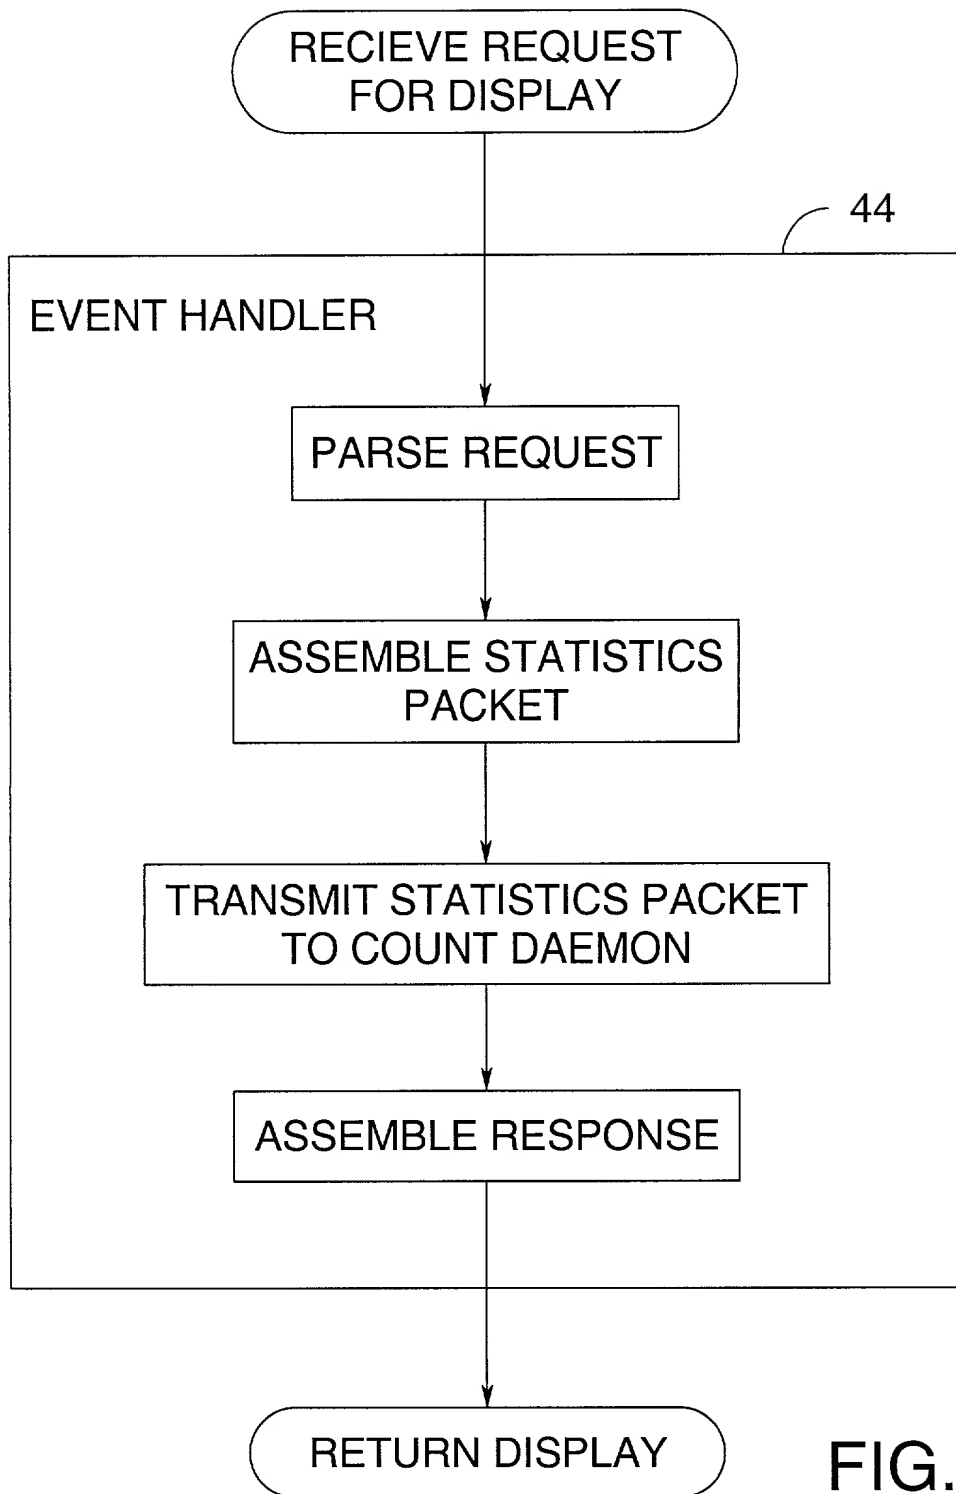 RECIEVE REQUEST
FOR DISPLAY
44
EVENT HANDLER
PARSE REQUEST
ASSEMBLE STATISTICS
PACKET
TRANSMIT STATISTICS PACKET
TO COUNT DAEMON
ASSEMBLE RESPONSE
RETURN DISPLAY
FIG.